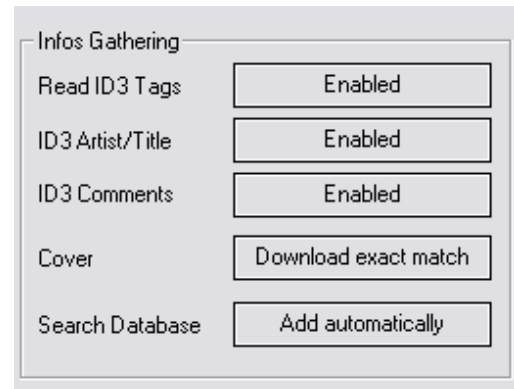 Infos Gathering
Read ID3 Tags Enabled
ID3 Artist/Title Enabled
ID3 Comments Enabled
Cover Download exact match
Search Database Add automatically